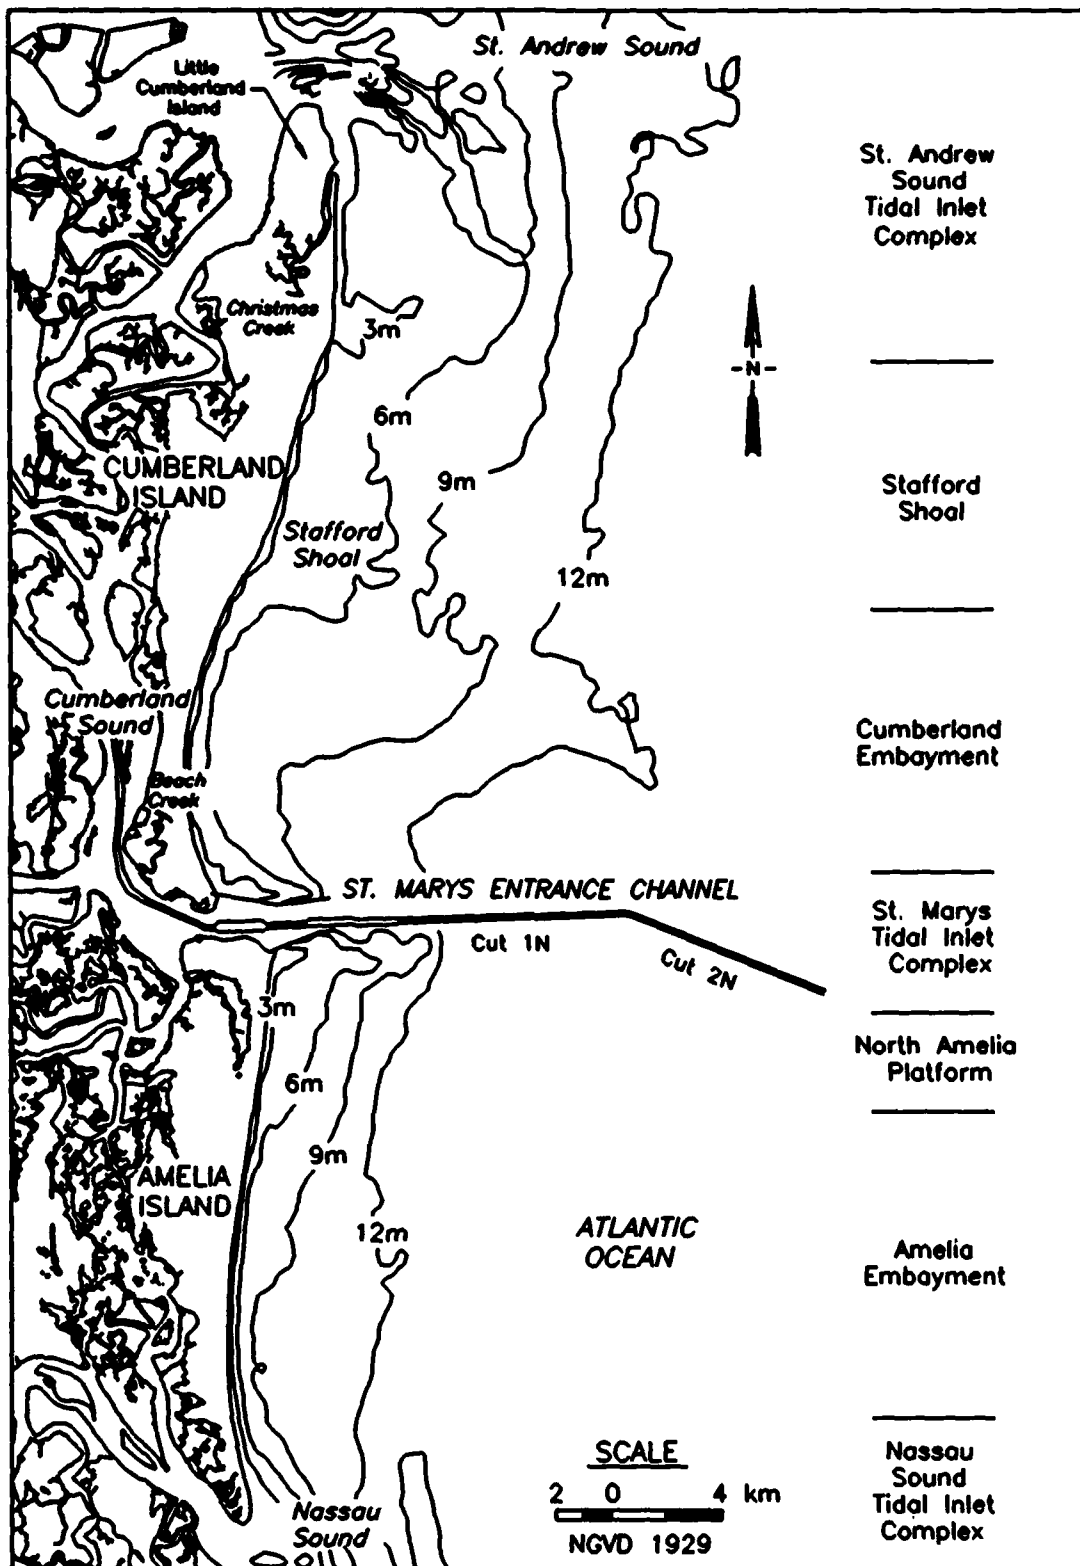 St. Andrew Sound
Little
Cumberland
Island
St. Andrew
Sound
Tidal Inlet
Complex
Christmas
Creek
3m
-N-
6m
CUMBERLAND
ISLAND
9m
Stafford
Shoal
Stafford
Shoal
12m
Cumberland
Sound
Cumberland
Embayment
Beach
Creek
ST. MARYS ENTRANCE CHANNEL
Cut 1N
Cut 2N
St. Marys
Tidal Inlet
Complex
3m
North Amelia
Platform
6m
9m
AMELIA
ISLAND
12m
ATLANTIC
OCEAN
Amelia
Embayment
SCALE
2 0 4 km
NGVD 1929
Nassau
Sound
Nassau
Sound
Tidal Inlet
Complex